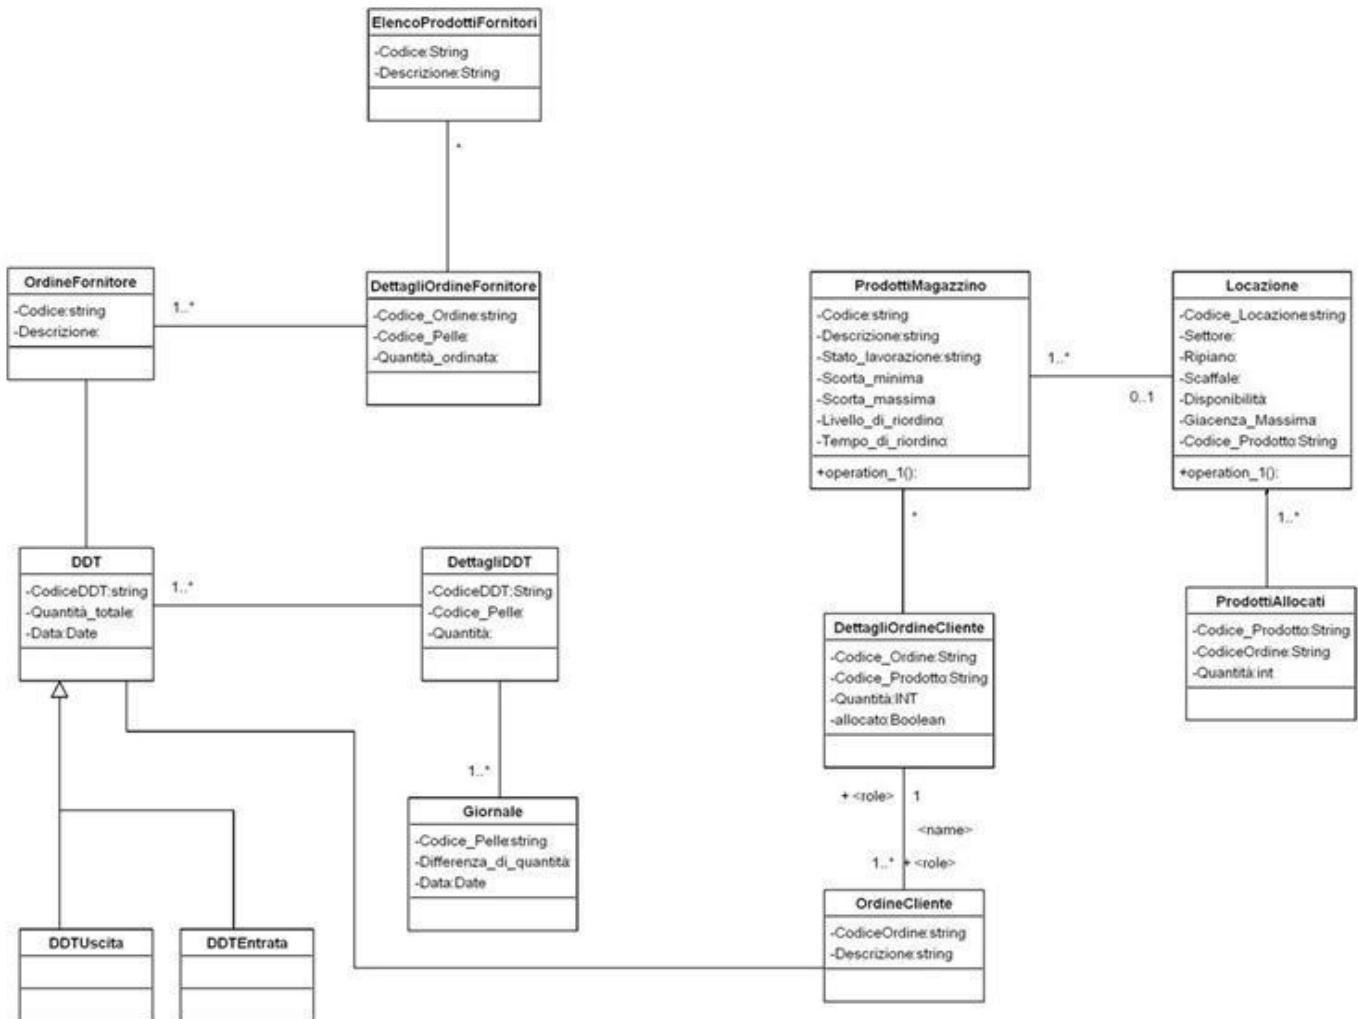 ElencoProdottiFornitori
-Codice:String
-Descrizione:String
*
OrdineFornitore
-Codice:string
-Descrizione:
1..*
DettagliOrdineFornitore
-Codice_Ordine:string
-Codice_Pelle:
-Quantità_ordinata:
ProdottiMagazzino
-Codice:string
-Descrizione:string
-Stato_lavorazione:string
-Scorta_minima
-Scorta_massima
-Livello_di_riordino:
-Tempo_di_riordino:
+operation_1():
1..*
0..1
Locazione
-Codice_Locazione:string
-Settore:
-Ripiano:
-Scaffale:
-Disponibilità:
-Giacenza_Massima
-Codice_Prodotto:String
+operation_1():
*
1..*
DDT
-CodiceDDT:string
-Quantità_totale:
-Data:Date
1..*
DettagliDDT
-CodiceDDT:String
-Codice_Pelle:
-Quantità:
DettagliOrdineCliente
-Codice_Ordine:String
-Codice_Prodotto:String
-Quantità:INT
-allocato:Boolean
ProdottiAllocati
-Codice_Prodotto:String
-CodiceOrdine:String
-Quantità:int
1..*
Giornale
-Codice_Pelle:string
-Differenza_di_quantità:
-Data:Date
+ <role>
1
<name>
1..*
+ <role>
OrdineCliente
-CodiceOrdine:string
-Descrizione:string
DDTUscita
DDTEntrata